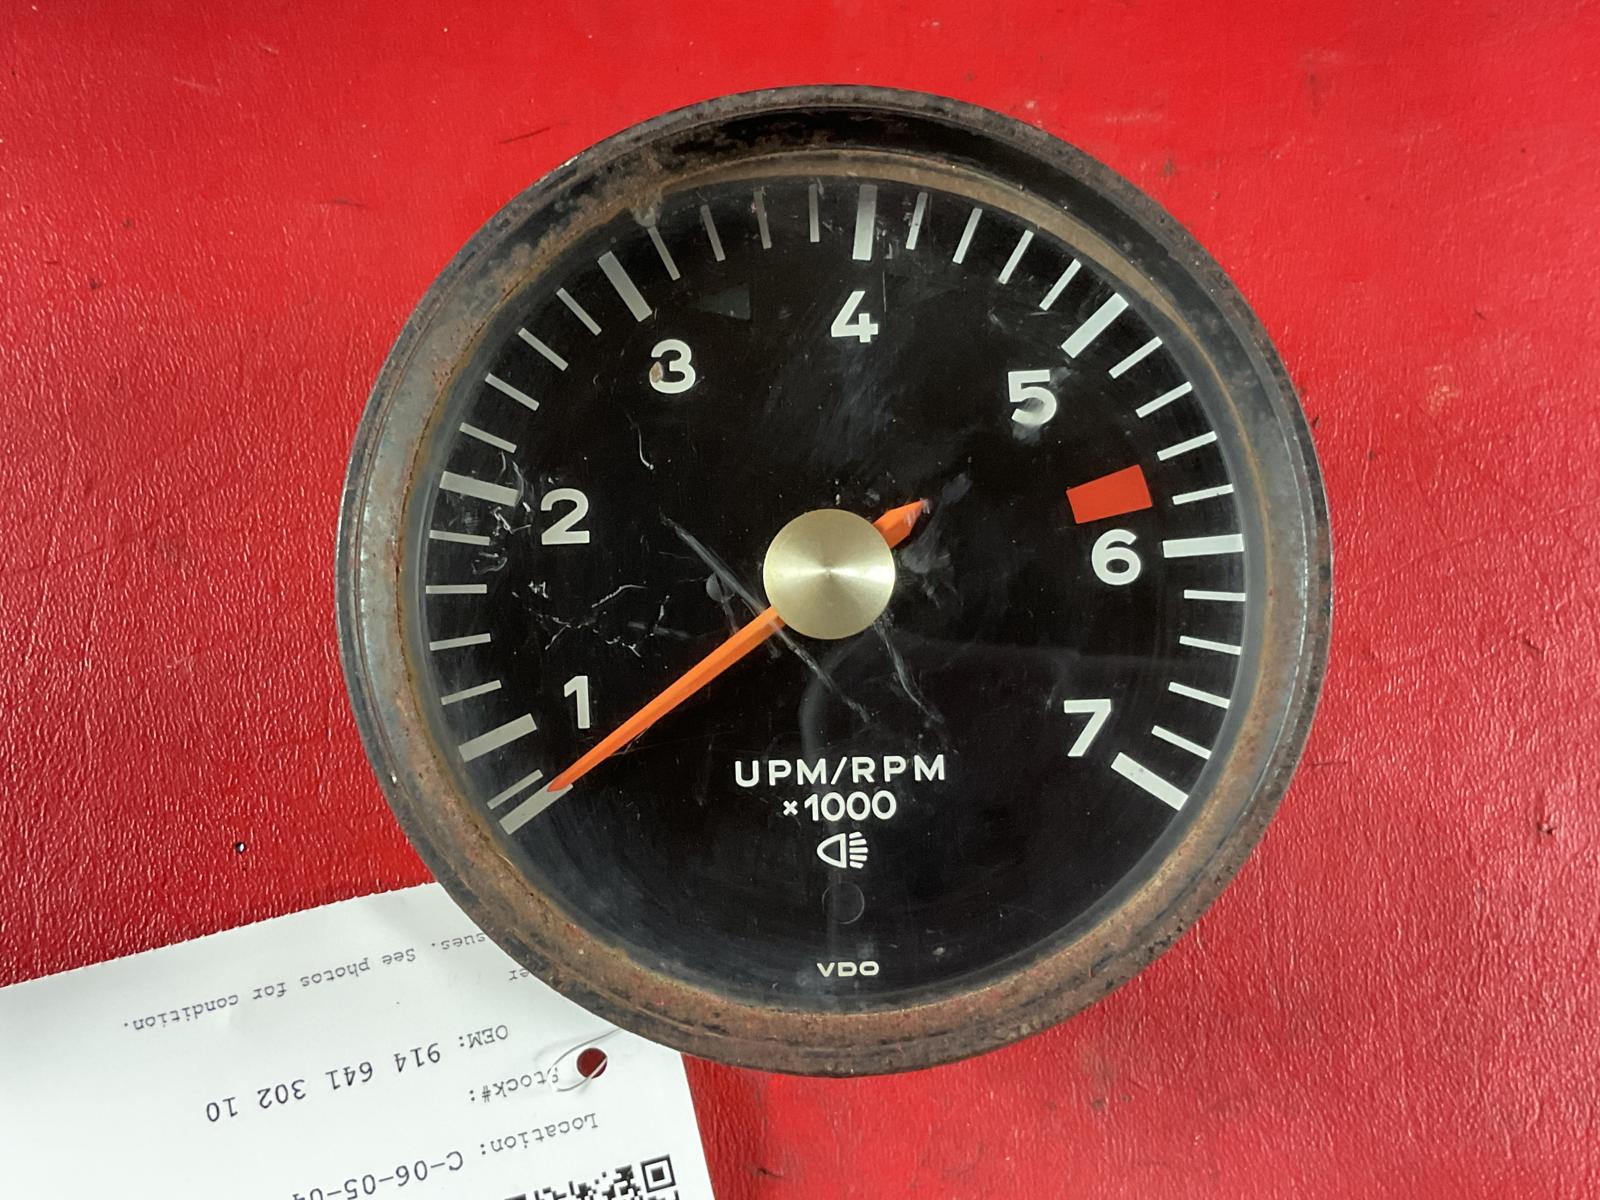 1
2
3
4
5
6
7
UPM/RPM
×1000
VDO
Location: C-06-05-04
Stock#:
OEM: 914 641 302 10
See photos for condition.